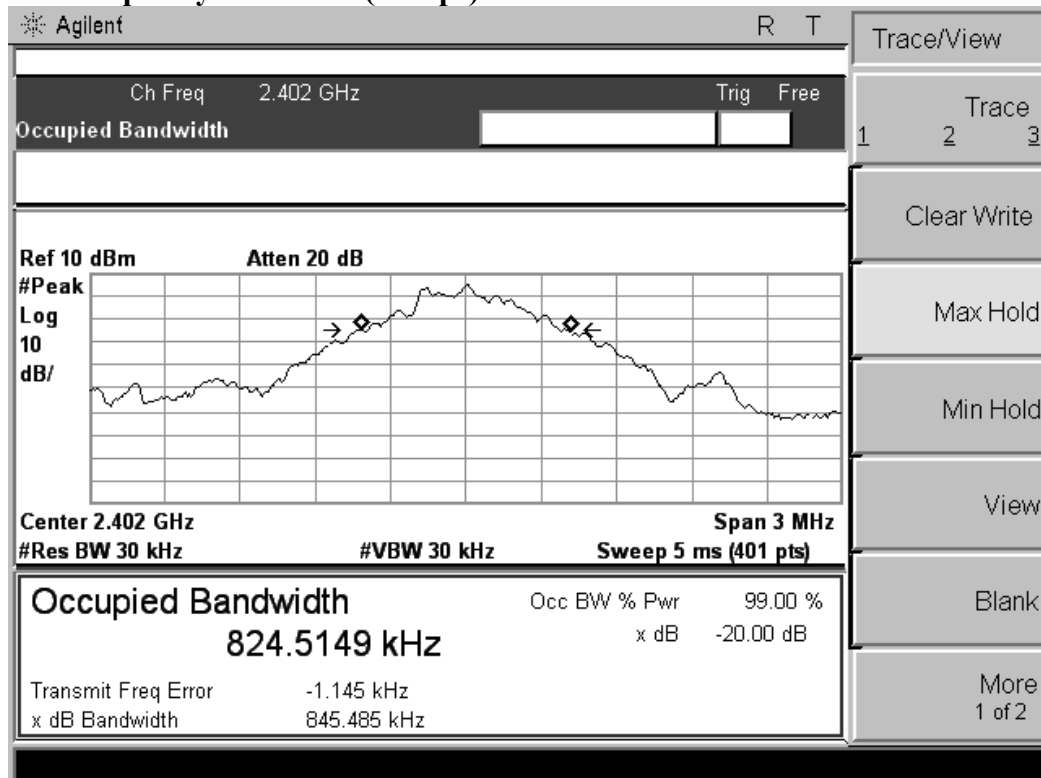 Agilent R T
Trace/View
Ch Freq 2.402 GHz Trig Free
Occupied Bandwidth
Trace
1 2 3
Clear Write
Ref 10 dBm Atten 20 dB
#Peak
Log
10
dB/
Max Hold
Min Hold
View
Center 2.402 GHz Span 3 MHz
#Res BW 30 kHz #VBW 30 kHz Sweep 5 ms (401 pts)
Occupied Bandwidth Occ BW % Pwr 99.00 %
824.5149 kHz x dB -20.00 dB
Blank
Transmit Freq Error -1.145 kHz
x dB Bandwidth 845.485 kHz
More
1 of 2